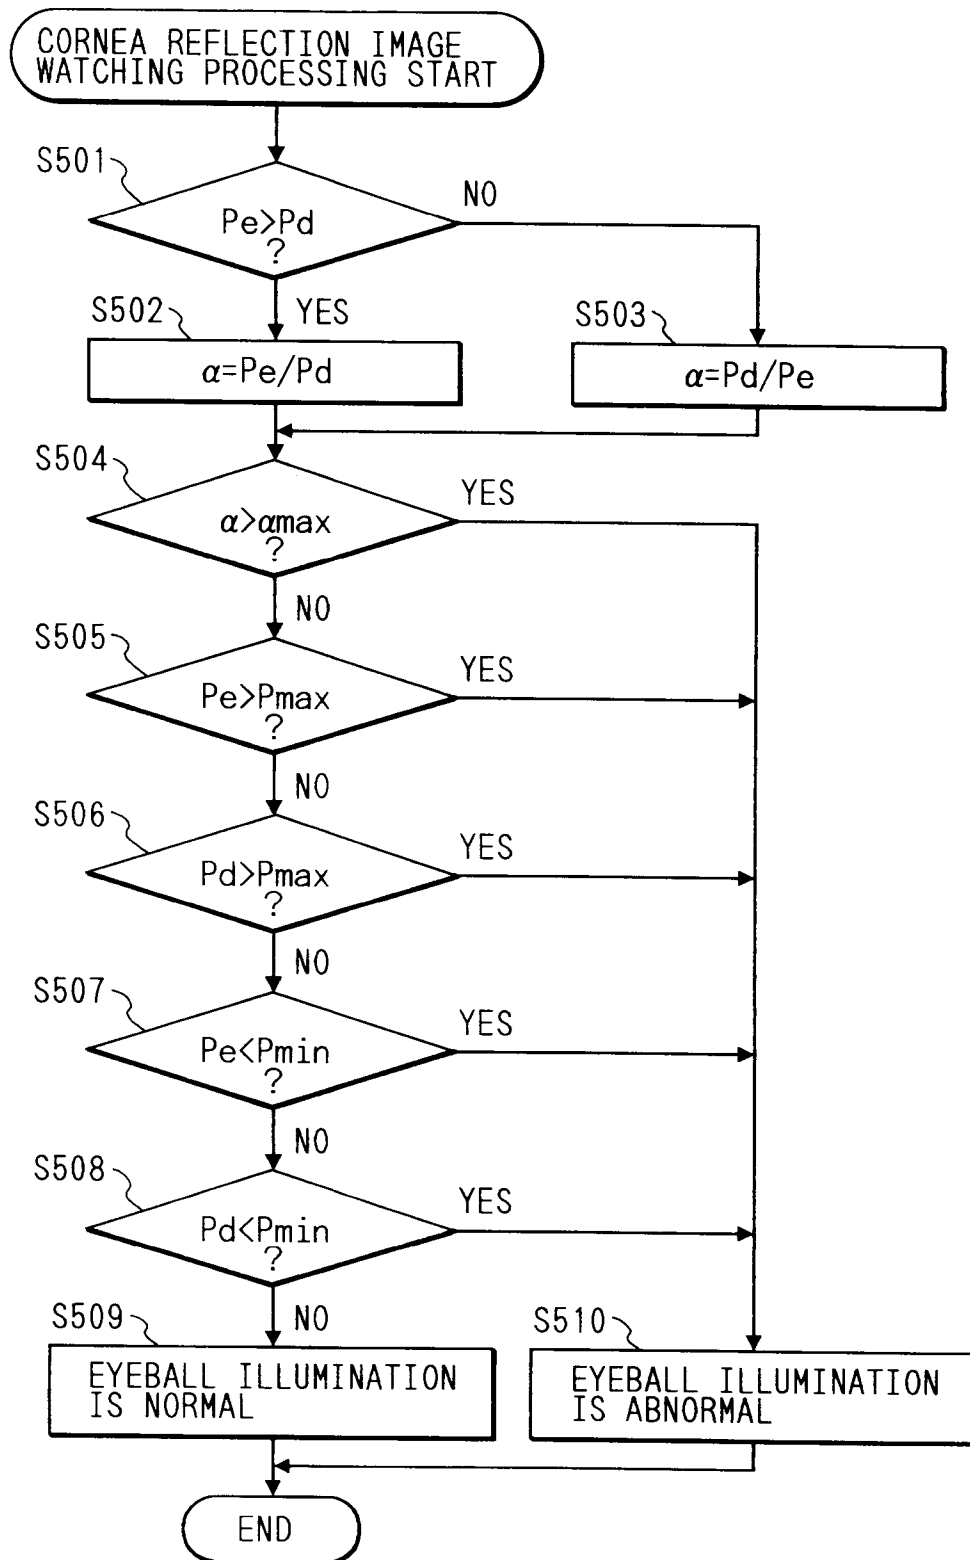 CORNEA REFLECTION IMAGE
WATCHING PROCESSING START
S501
Pe>Pd
?
NO
YES
S502
α=Pe/Pd
S503
α=Pd/Pe
S504
α>αmax
?
YES
NO
S505
Pe>Pmax
?
YES
NO
S506
Pd>Pmax
?
YES
NO
S507
Pe<Pmin
?
YES
NO
S508
Pd<Pmin
?
YES
NO
S509
EYEBALL ILLUMINATION
IS NORMAL
S510
EYEBALL ILLUMINATION
IS ABNORMAL
END